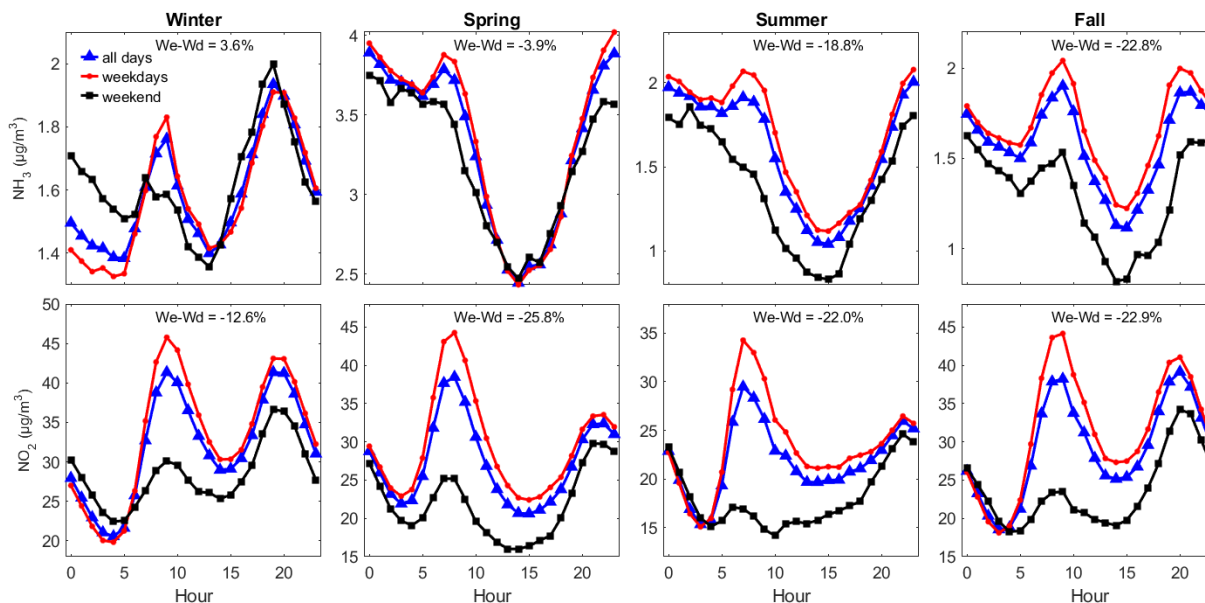 Winter
Spring
Summer
Fall
We-Wd = 3.6%
We-Wd = -3.9%
We-Wd = -18.8%
We-Wd = -22.8%
all days
weekdays
weekend
NH3 (µg/m³)
2
1.8
1.6
1.4
4
3.5
3
2.5
2
1.5
1
2
1.5
1
We-Wd = -12.6%
We-Wd = -25.8%
We-Wd = -22.0%
We-Wd = -22.9%
NO2 (µg/m³)
50
45
40
35
30
25
20
45
40
35
30
25
20
15
35
30
25
20
15
45
40
35
30
25
20
15
0 5 10 15 20
0 5 10 15 20
0 5 10 15 20
0 5 10 15 20
Hour
Hour
Hour
Hour